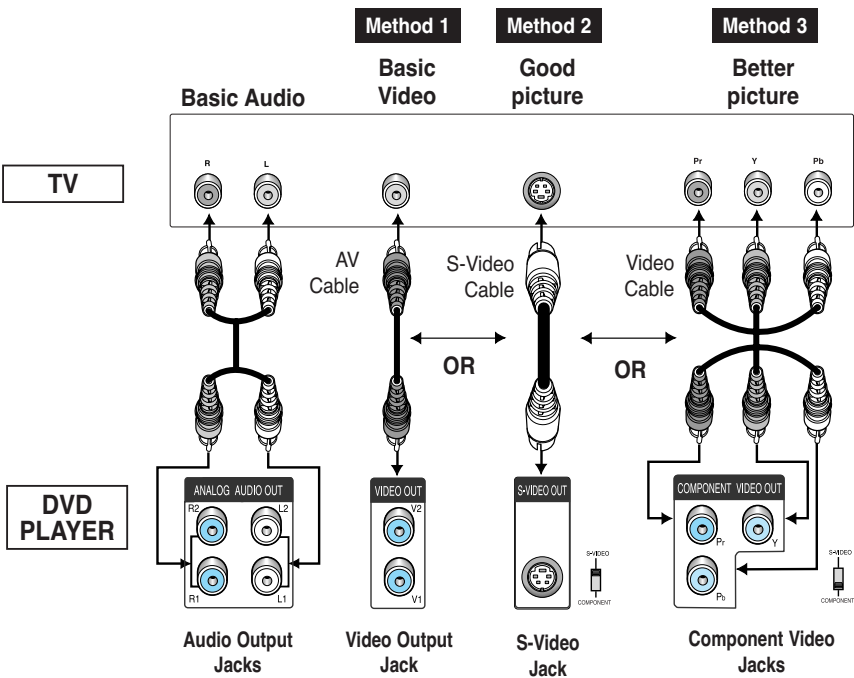 Method 1
Method 2
Method 3
Basic Audio
Basic
Video
Good
picture
Better
picture
TV
R
L
Pr
Y
Pb
AV
Cable
S-Video
Cable
Video
Cable
OR
OR
DVD
PLAYER
ANALOG AUDIO OUT
R2
L2
R1
L1
VIDEO OUT
V2
V1
S-VIDEO OUT
S-VIDEO
COMPONENT
COMPONENT VIDEO OUT
Pr
Y
Pb
S-VIDEO
COMPONENT
Audio Output
Jacks
Video Output
Jack
S-Video
Jack
Component Video
Jacks